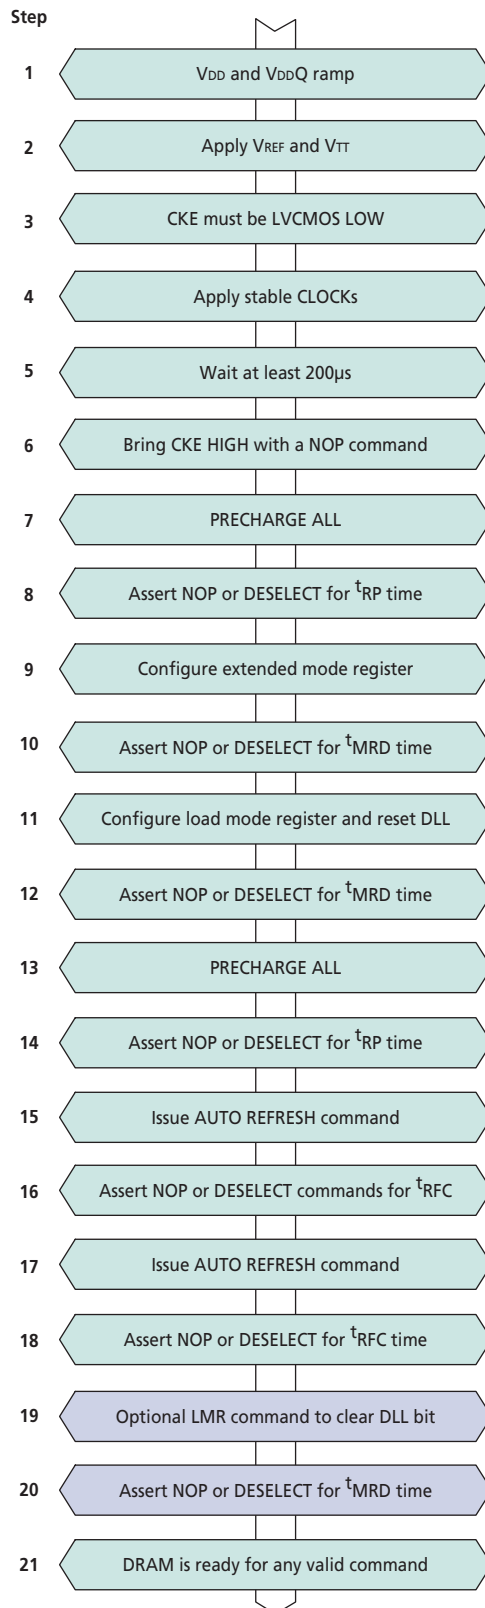 Step
1 VDD and VDDQ ramp
2 Apply VREF and VTT
3 CKE must be LVCMOS LOW
4 Apply stable CLOCKs
5 Wait at least 200µs
6 Bring CKE HIGH with a NOP command
7 PRECHARGE ALL
8 Assert NOP or DESELECT for tRP time
9 Configure extended mode register
10 Assert NOP or DESELECT for tMRD time
11 Configure load mode register and reset DLL
12 Assert NOP or DESELECT for tMRD time
13 PRECHARGE ALL
14 Assert NOP or DESELECT for tRP time
15 Issue AUTO REFRESH command
16 Assert NOP or DESELECT commands for tRFC
17 Issue AUTO REFRESH command
18 Assert NOP or DESELECT for tRFC time
19 Optional LMR command to clear DLL bit
20 Assert NOP or DESELECT for tMRD time
21 DRAM is ready for any valid command